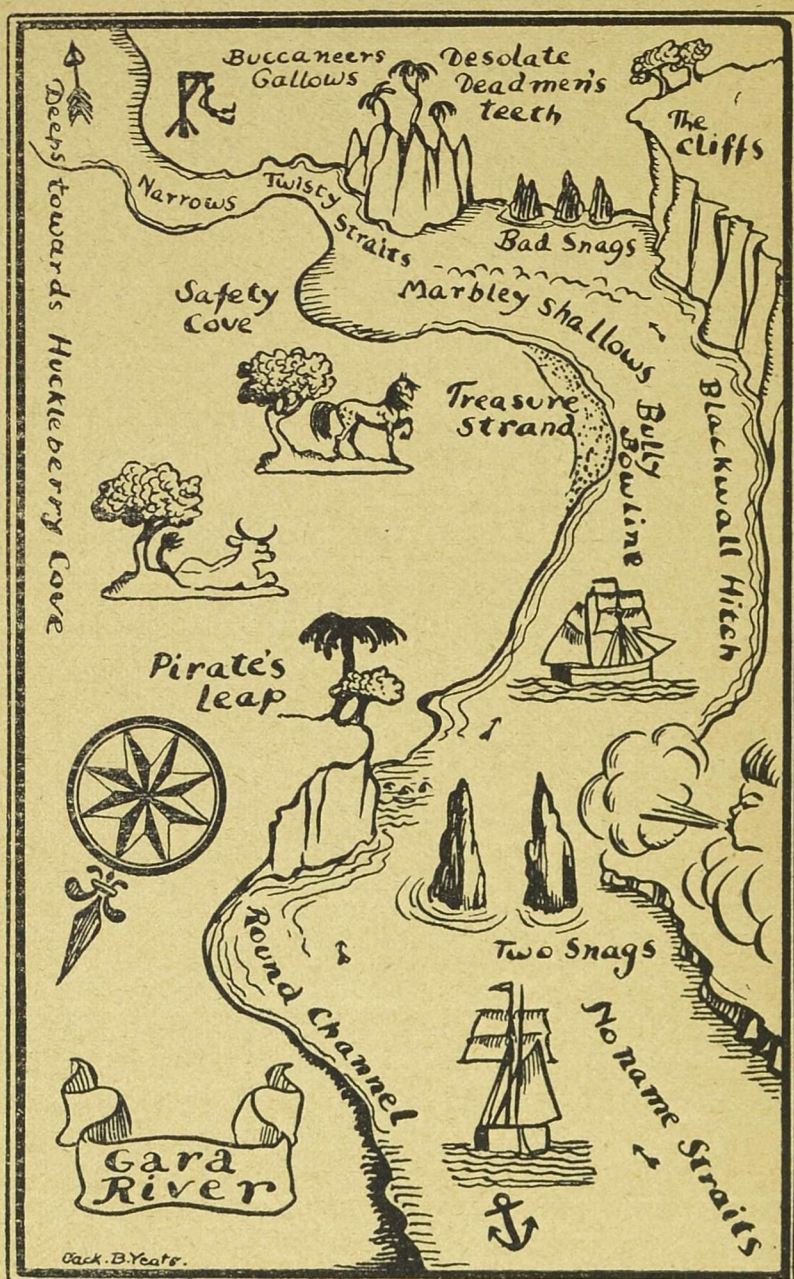 Buccaneers
Gallows
Desolate
Deadmen's
teeth
The
Cliffs
Deeps towards Huckleberry Cove
Narrows
Twisty
Straits
Bad Snags
Safety
Cove
Marbley Shallows
Treasure
Strand
Bully
Bowline
Blackwall Hitch
Pirate's
Leap
Two Snags
Round Channel
No name Straits
Gara
River
Jack. B. Yeats.